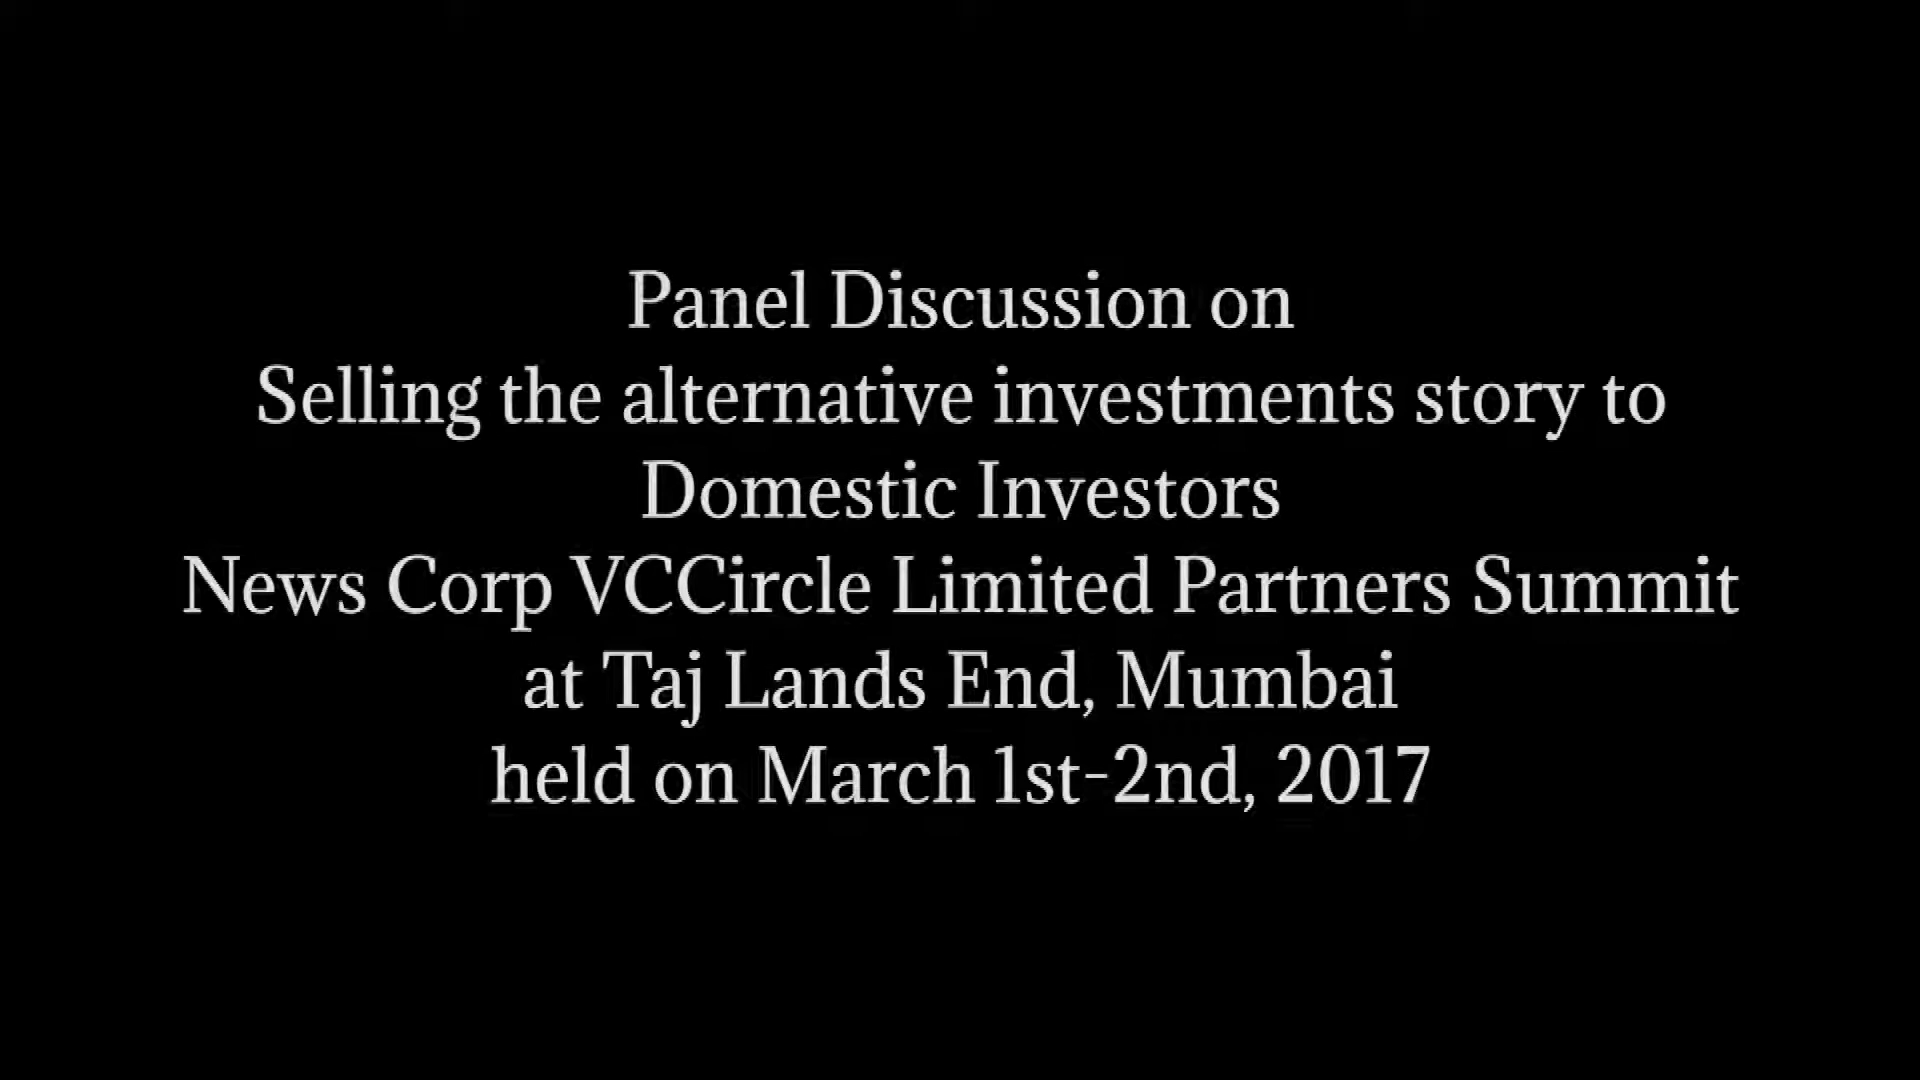 Panel Discussion on
Selling the alternative investments story to
Domestic Investors
News Corp VCCircle Limited Partners Summit
at Taj Lands End, Mumbai
held on March 1st-2nd, 2017